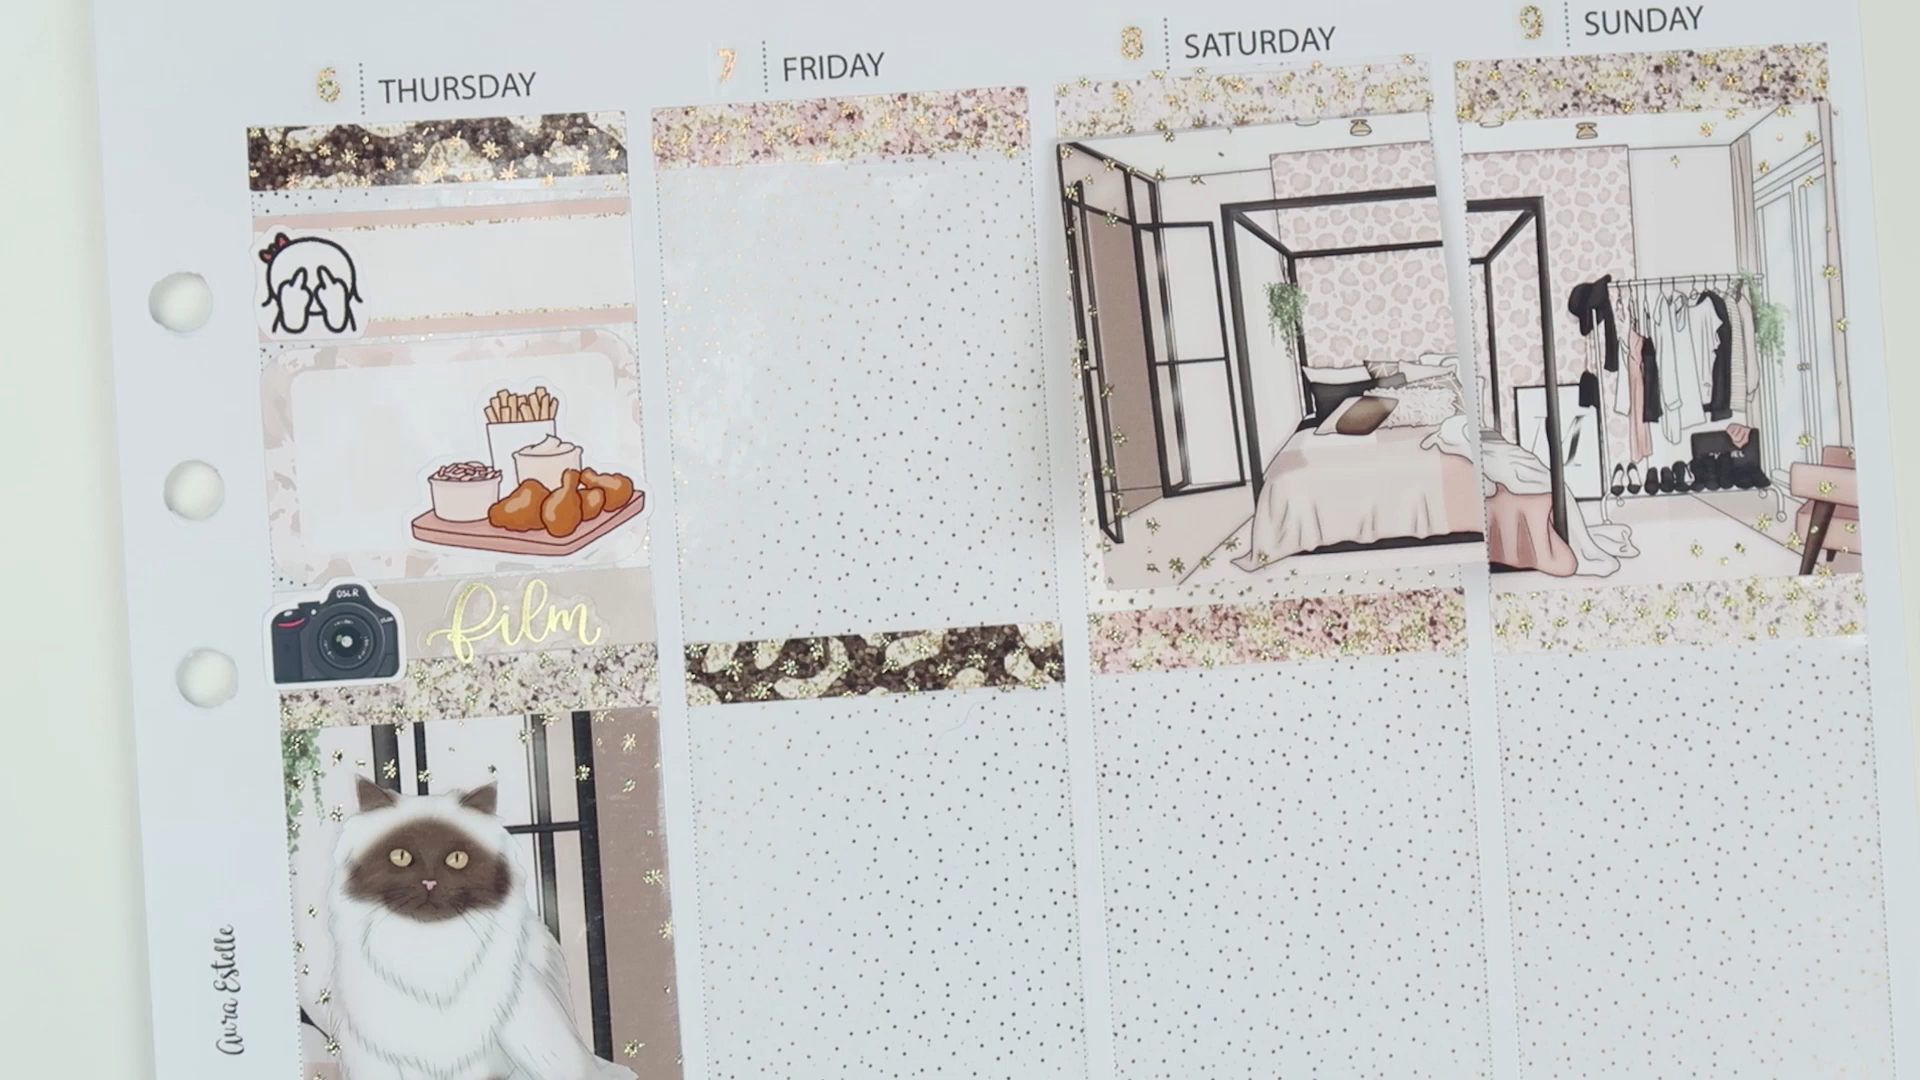 6 THURSDAY
7 FRIDAY
8 SATURDAY
9 SUNDAY
DSLR
film
Aura Estelle